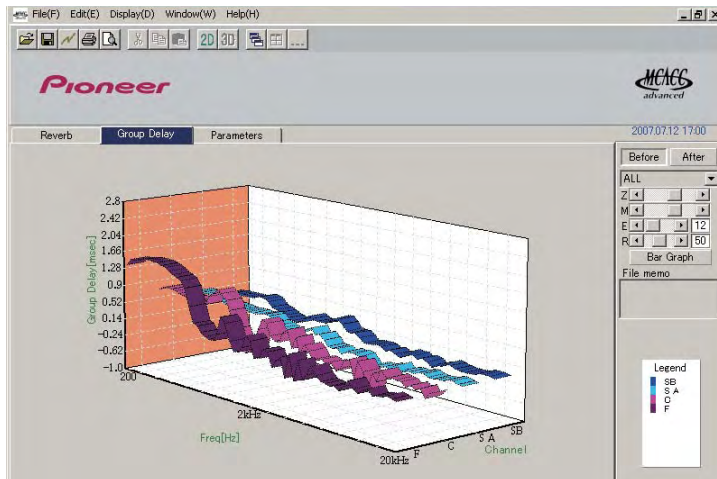 File(F) Edit(E) Display(D) Window(W) Help(H)
2D 3D
Pioneer
MCACC
advanced
Reverb Group Delay Parameters
2007.07.12 17:00
Before After
ALL
Z
M
E 12
R 50
Bar Graph
File memo
2.8
2.42
2.04
1.66
1.28
0.9
0.52
0.14
-0.24
-0.62
-1.0
Group Delay[msec]
200
2kHz
20kHz
Freq[Hz]
F
C
S A
SB
Channel
Legend
SB
S A
C
F